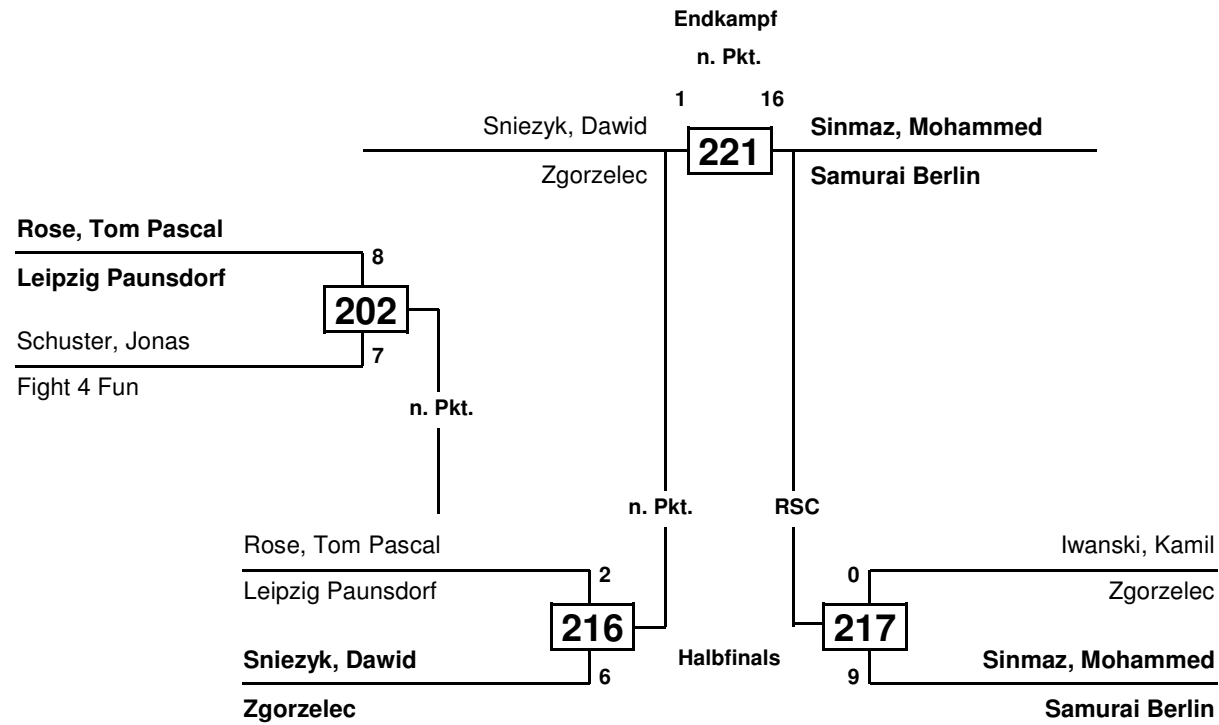 Endkampf
n. Pkt.
1 16
Sniezyk, Dawid
221
Sinmaz, Mohammed
Zgorzelec
Samurai Berlin
Rose, Tom Pascal
8
Leipzig Paunsdorf
202
Schuster, Jonas
7
Fight 4 Fun
n. Pkt.
n. Pkt.
RSC
Rose, Tom Pascal
2
Leipzig Paunsdorf
216
Sniezyk, Dawid
6
Zgorzelec
Halbfinals
Iwanski, Kamil
0
Zgorzelec
217
Sinmaz, Mohammed
9
Samurai Berlin